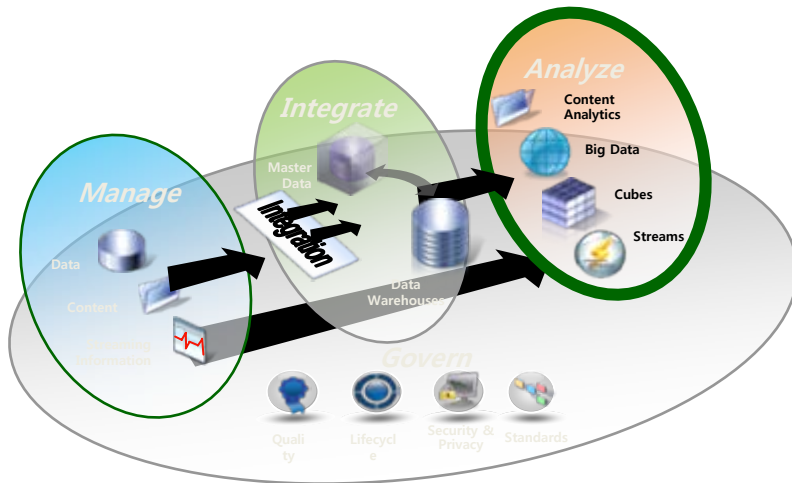 Analyze
Content
Analytics
Big Data
Cubes
Streams
Integrate
Master
Data
Integration
Data
Warehouses
Manage
Data
Content
Information
Govern
Quali
ty
Lifecycl
e
Security &
Privacy
Standards